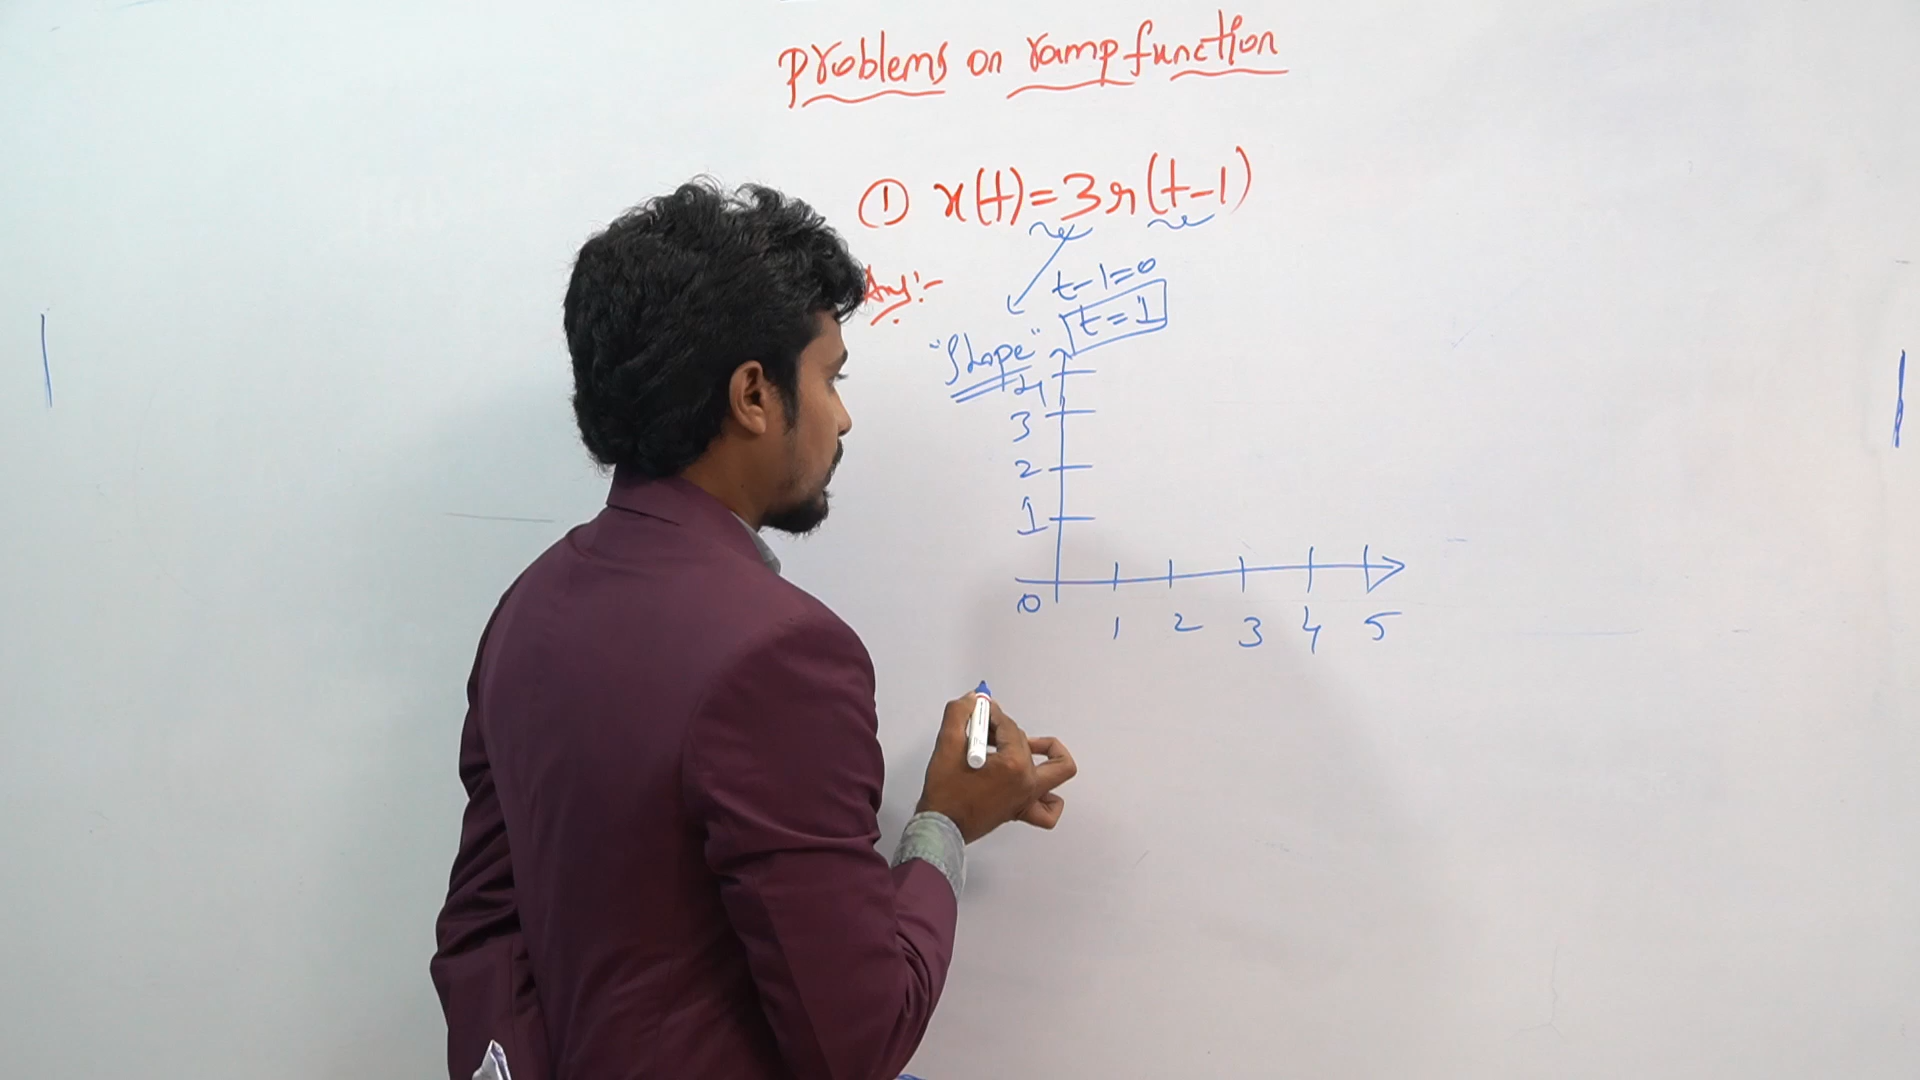 Problems on ramp function
① x(t)=3r(t-1)
Ans:-
t-1=0
t=1
"slope"
4
3
2
1
0
1 2 3 4 5